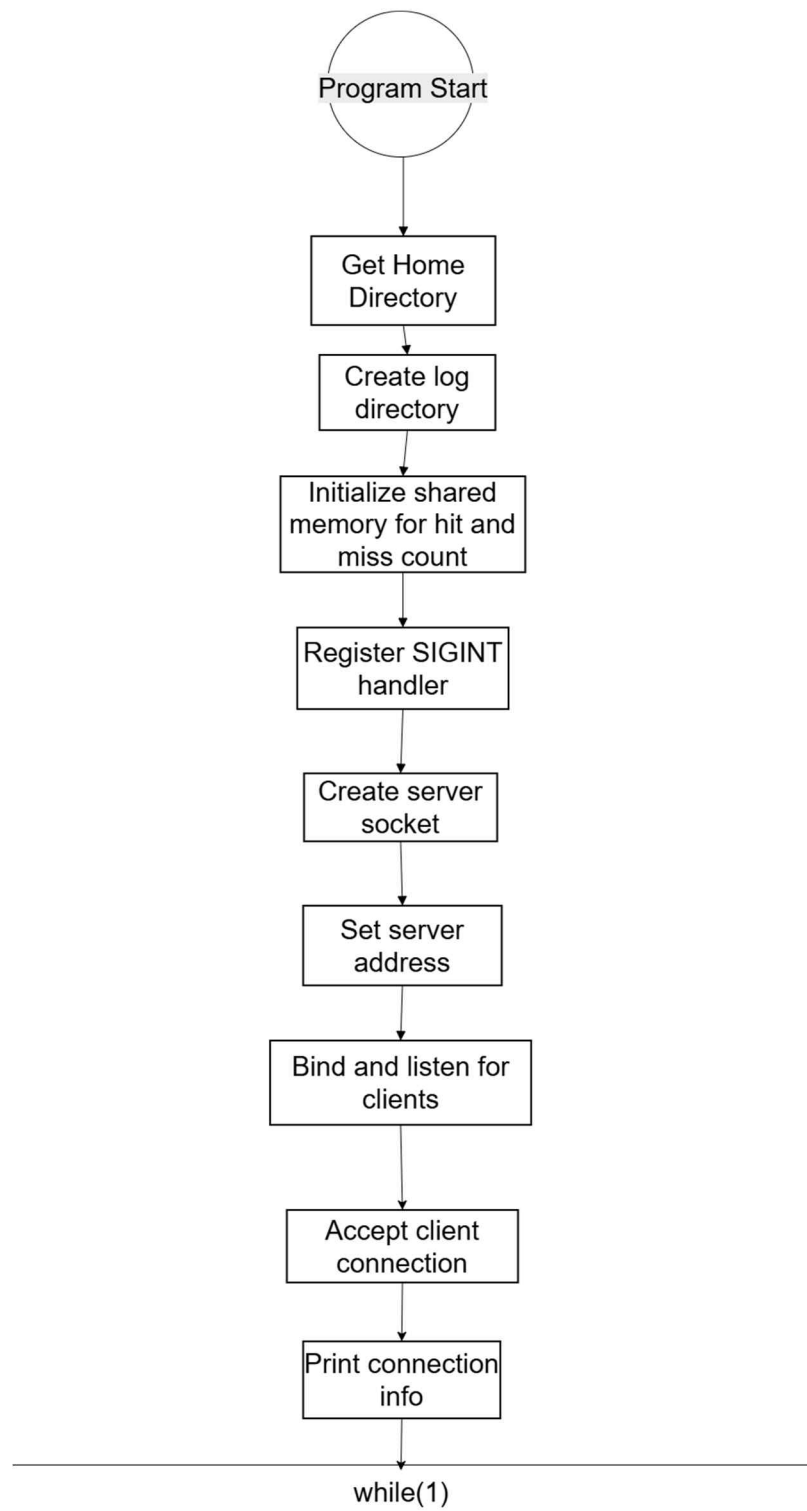 Program Start
Get Home
Directory
Create log
directory
Initialize shared
memory for hit and
miss count
Register SIGINT
handler
Create server
socket
Set server
address
Bind and listen for
clients
Accept client
connection
Print connection
info
while(1)